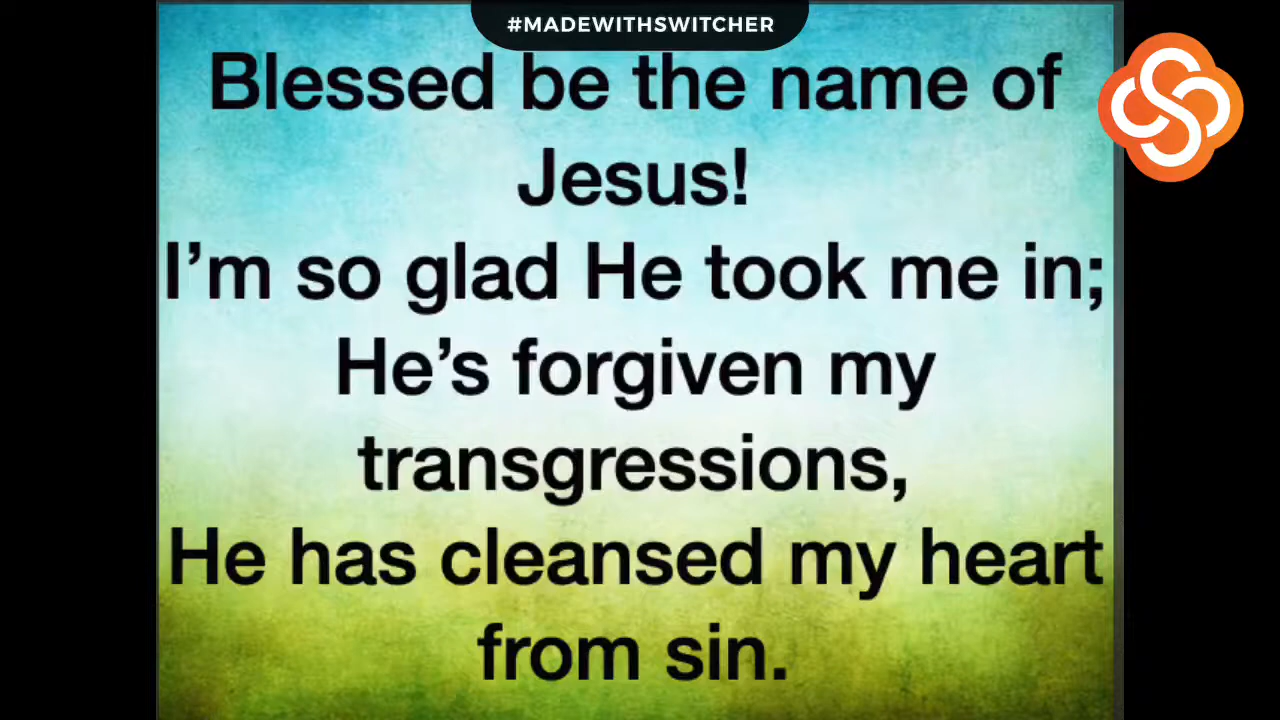 #MADEWITHSWITCHER
Blessed be the name of
Jesus!
I’m so glad He took me in;
He’s forgiven my
transgressions,
He has cleansed my heart
from sin.